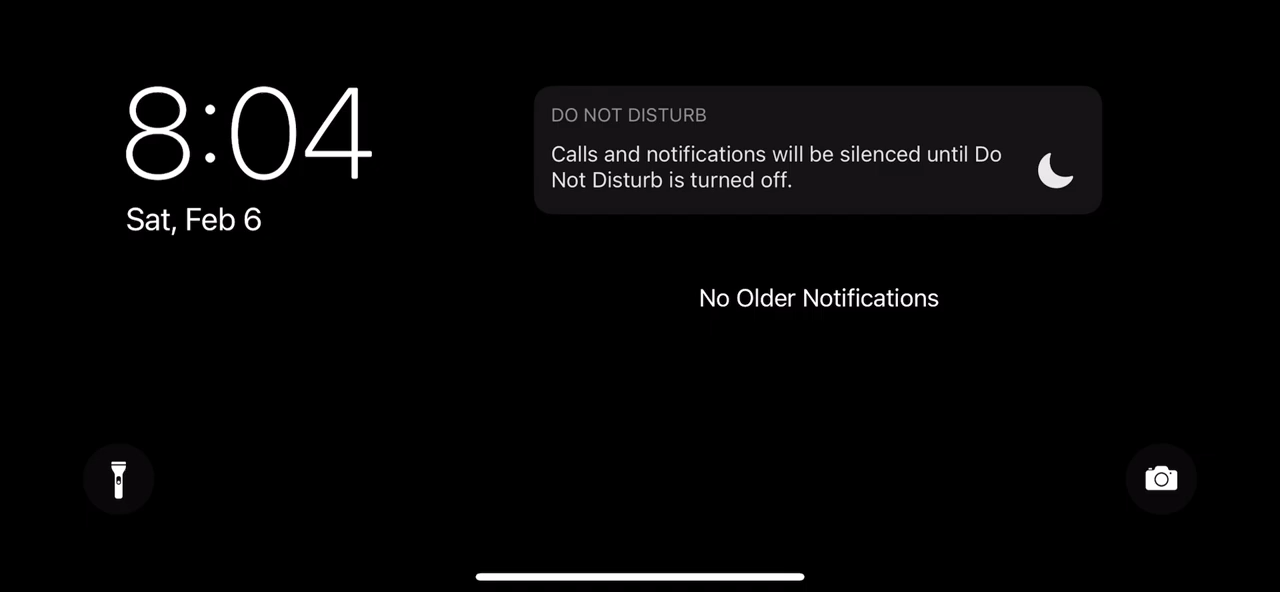 8:04
Sat, Feb 6
DO NOT DISTURB
Calls and notifications will be silenced until Do
Not Disturb is turned off.
No Older Notifications